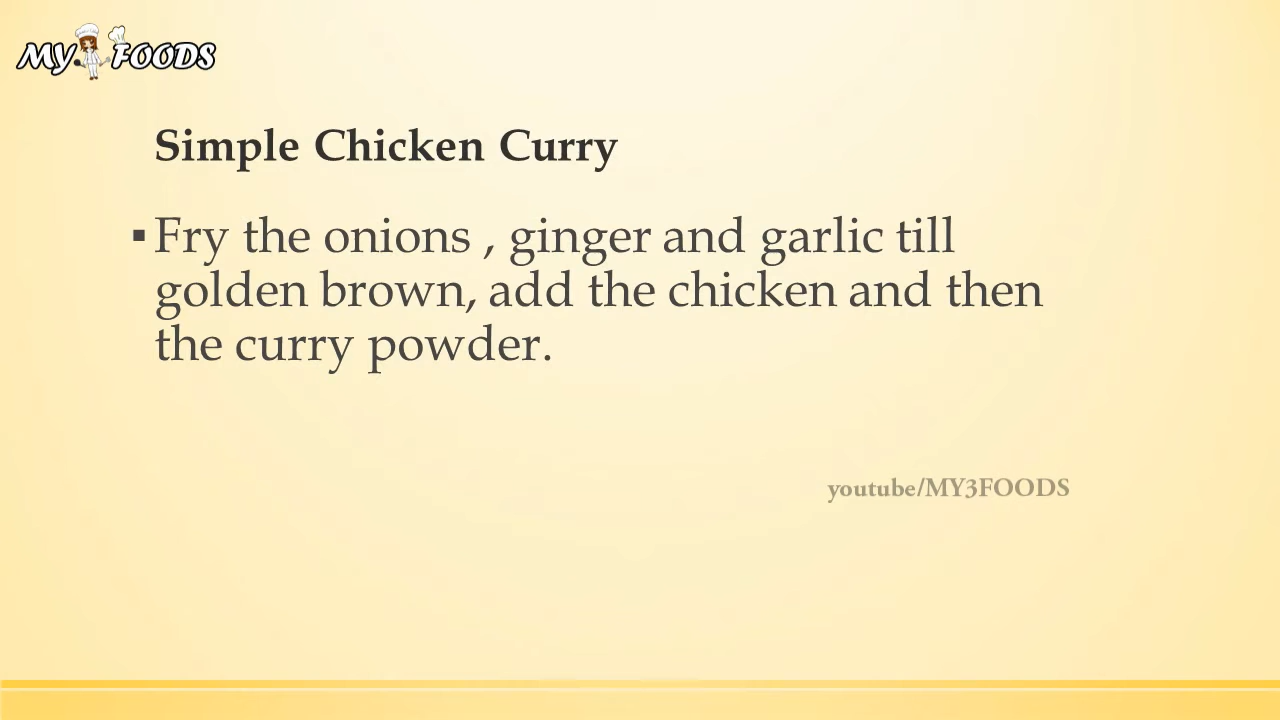 MY FOODS
Simple Chicken Curry
▪Fry the onions , ginger and garlic till
golden brown, add the chicken and then
the curry powder.
youtube/MY3FOODS